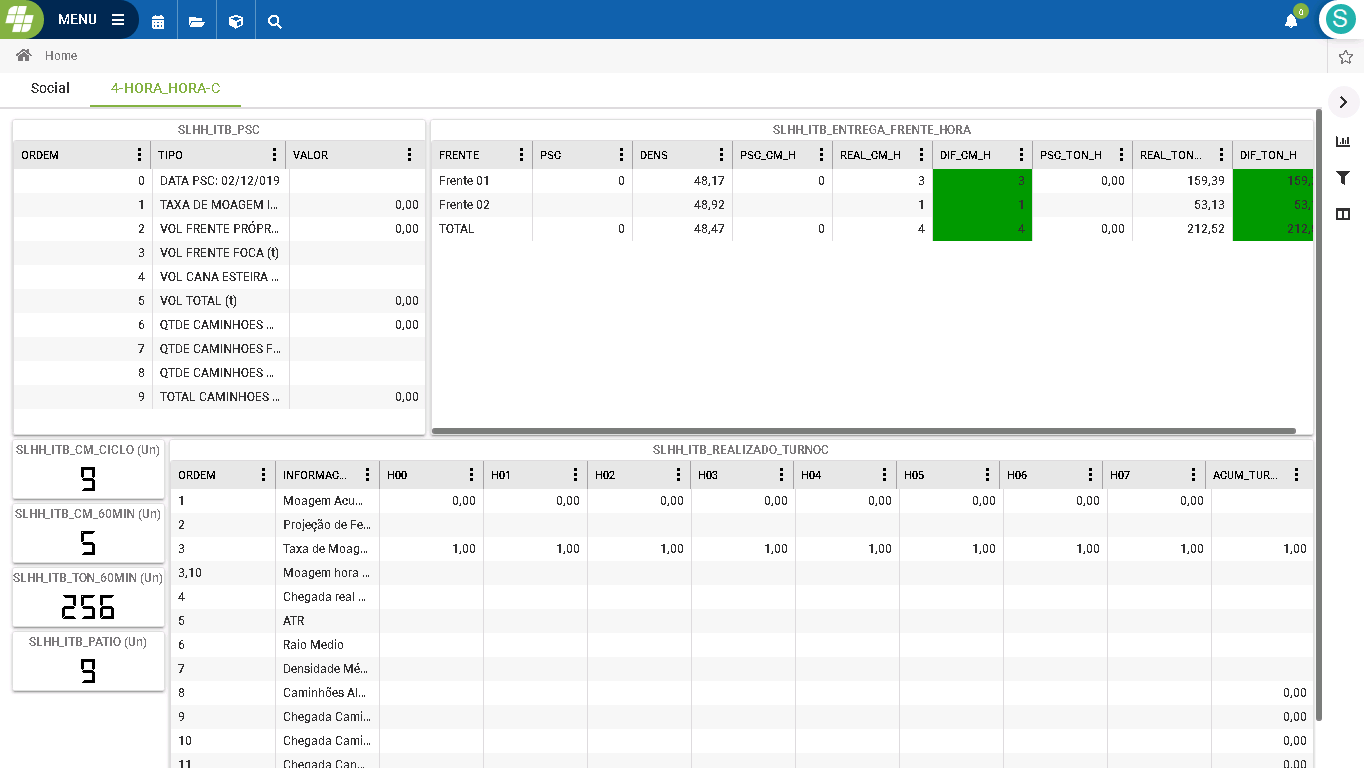 MENU
0
S
Home
Social 4-HORA_HORA-C
SLHH_ITB_PSC
ORDEM TIPO VALOR
0 DATA PSC: 02/12/019
1 TAXA DE MOAGEM I... 0,00
2 VOL FRENTE PRÓPR... 0,00
3 VOL FRENTE FOCA (t)
4 VOL CANA ESTEIRA ...
5 VOL TOTAL (t) 0,00
6 QTDE CAMINHOES ... 0,00
7 QTDE CAMINHOES F...
8 QTDE CAMINHOES ...
9 TOTAL CAMINHOES ... 0,00
SLHH_ITB_ENTREGA_FRENTE_HORA
FRENTE PSC DENS PSC_CM_H REAL_CM_H DIF_CM_H PSC_TON_H REAL_TON... DIF_TON_H
Frente 01 0 48,17 0 3 3 0,00 159,39 159,
Frente 02 48,92 1 1 53,13 53,
TOTAL 0 48,47 0 4 4 0,00 212,52 212,
SLHH_ITB_CM_CICLO (Un)
9
SLHH_ITB_CM_60MIN (Un)
5
SLHH_ITB_TON_60MIN (Un)
256
SLHH_ITB_PATIO (Un)
9
SLHH_ITB_REALIZADO_TURNOC
ORDEM INFORMAC... H00 H01 H02 H03 H04 H05 H06 H07 AGUM_TUR...
1 Moagem Acu... 0,00 0,00 0,00 0,00 0,00 0,00 0,00 0,00
2 Projeção de Fe...
3 Taxa de Moag... 1,00 1,00 1,00 1,00 1,00 1,00 1,00 1,00 1,00
3,10 Moagem hora ...
4 Chegada real ...
5 ATR
6 Raio Medio
7 Densidade Mé...
8 Caminhões Al... 0,00
9 Chegada Cami... 0,00
10 Chegada Cami... 0,00
11 Chegada Can... 0,00